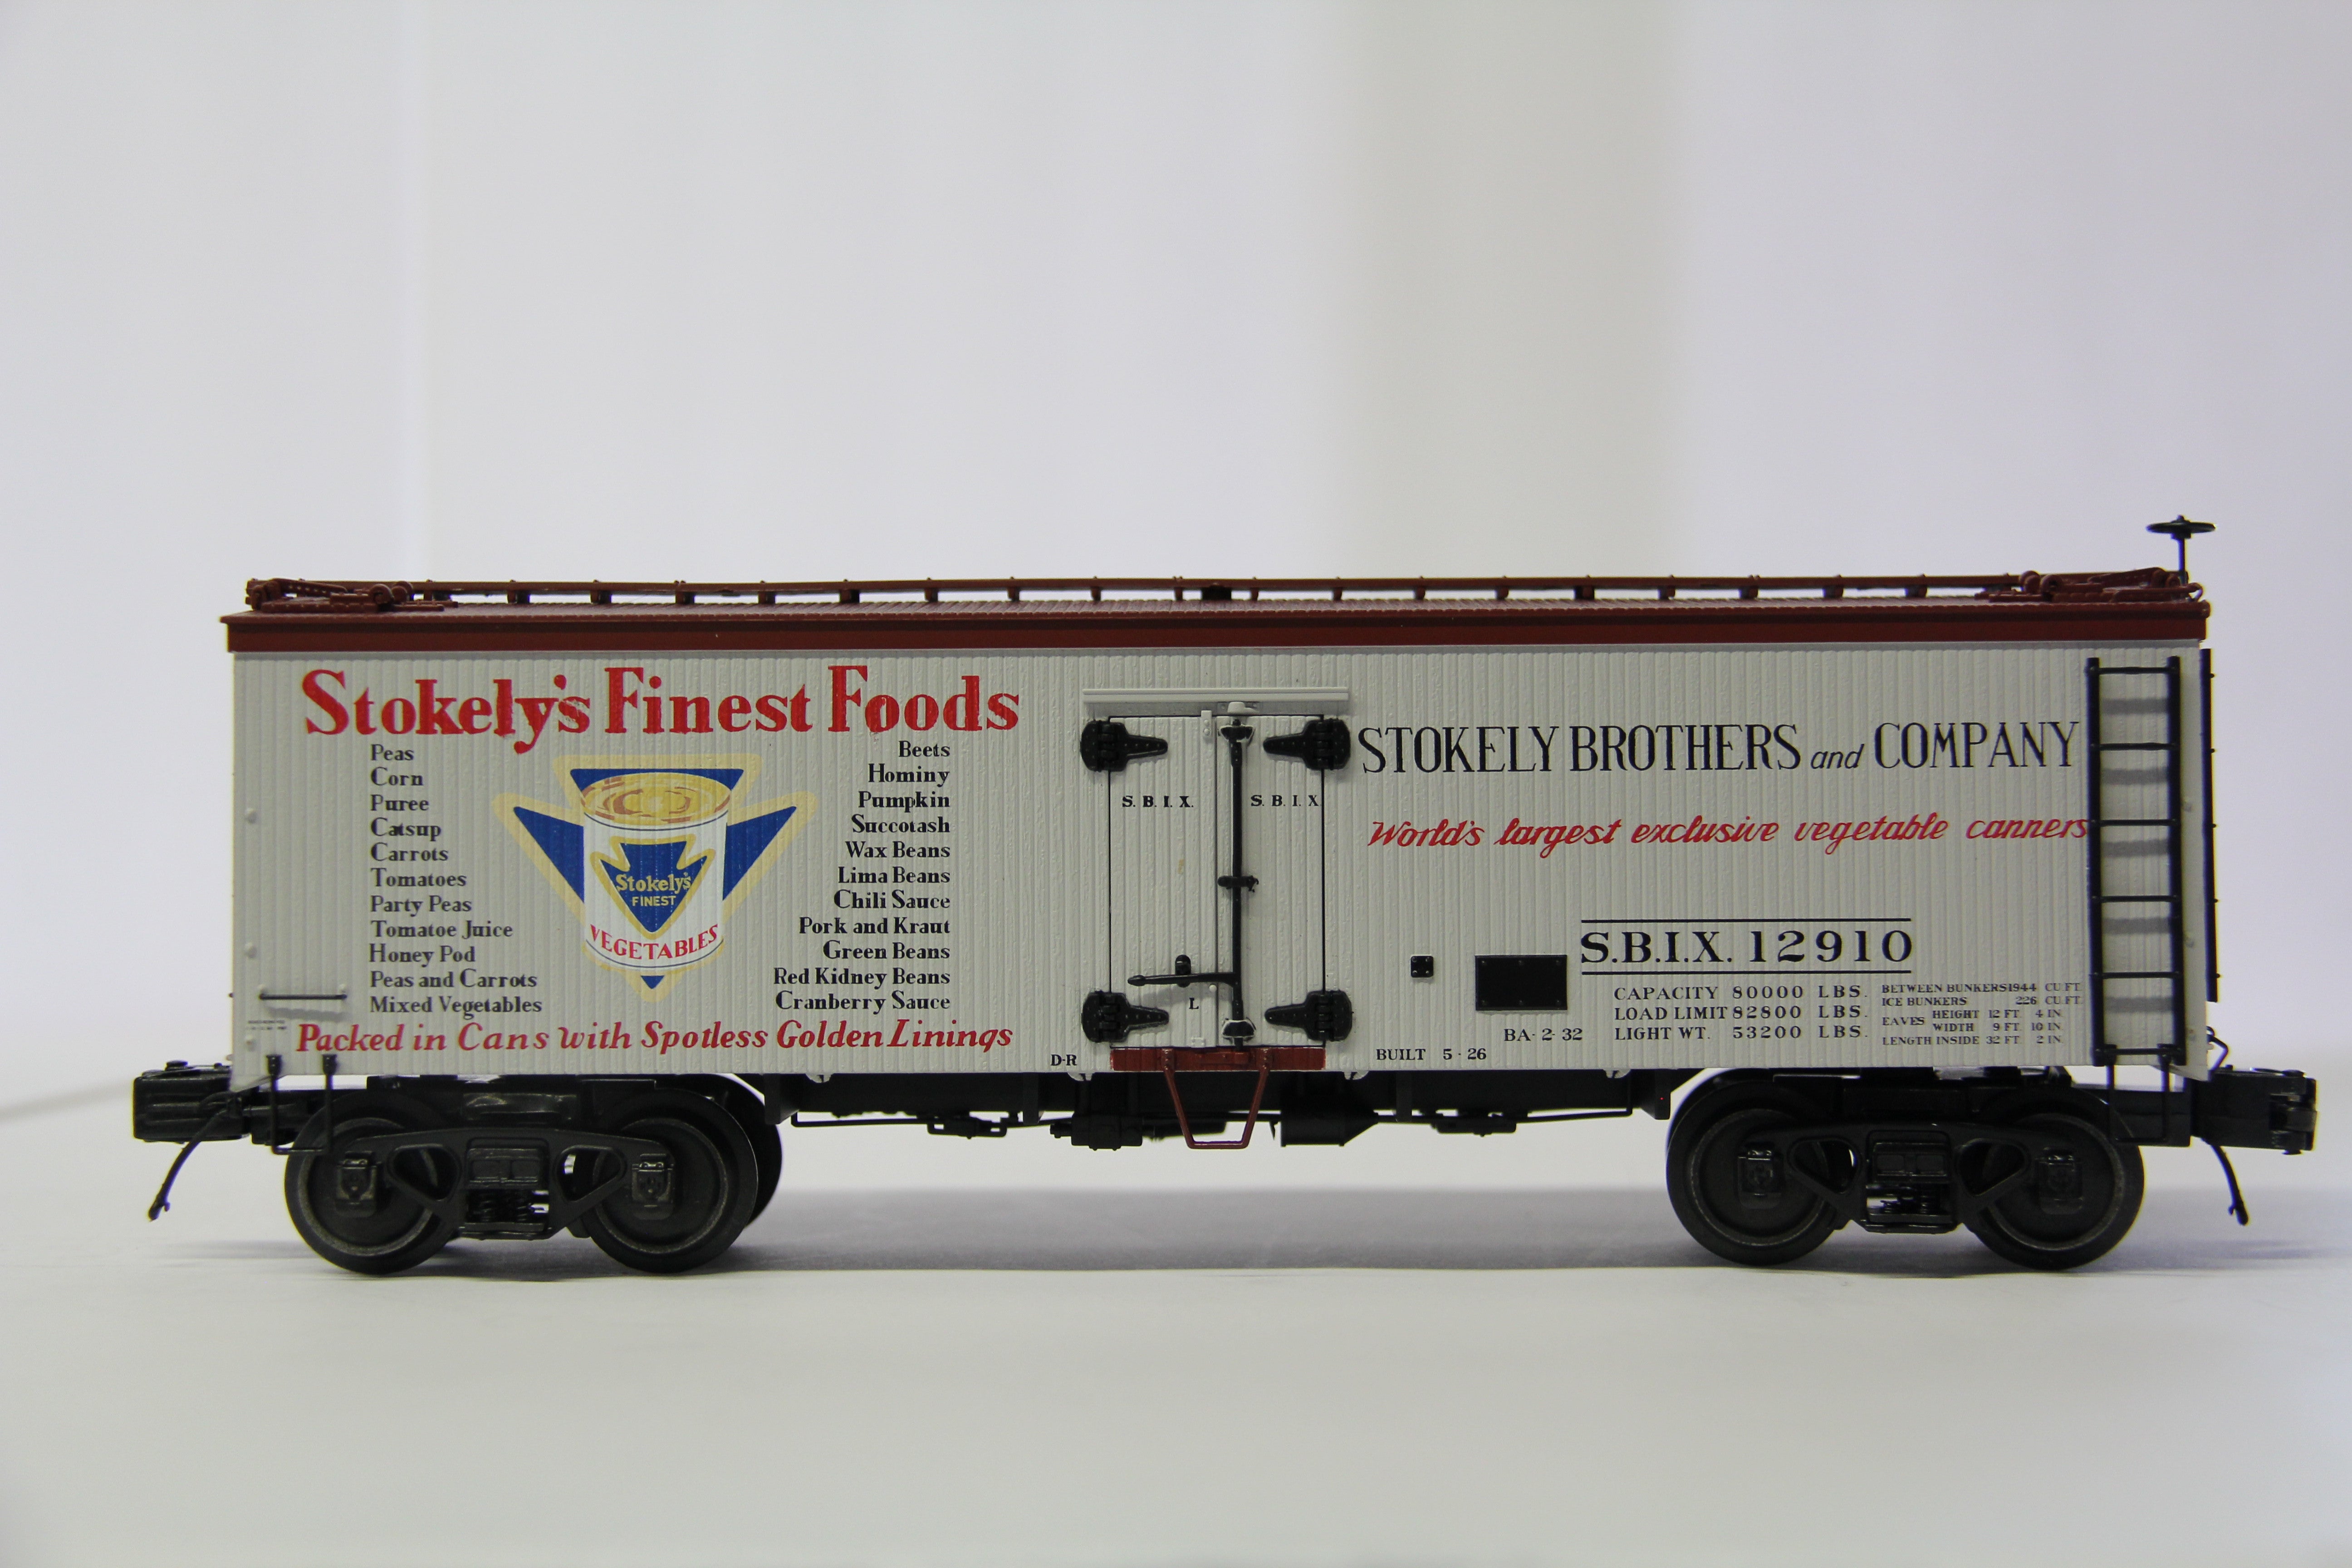 Stokely's Finest Foods
Peas
Corn
Puree
Catsup
Carrots
Tomatoes
Party Peas
Tomatoe Juice
Honey Pod
Peas and Carrots
Mixed Vegetables
Stokely's
FINEST
VEGETABLES
Beets
Hominy
Pumpkin
Succotash
Wax Beans
Lima Beans
Chili Sauce
Pork and Kraut
Green Beans
Red Kidney Beans
Cranberry Sauce
Packed in Cans with Spotless Golden Linings
D-R
S. B. I. X.
S. B. I. X
L
STOKELY BROTHERS and COMPANY
World's largest exclusive vegetable canners
S.B.I.X. 12910
CAPACITY 80000 LBS.
LOAD LIMIT 82800 LBS.
LIGHT WT. 53200 LBS.
BETWEEN BUNKERS 1944 CU.FT.
ICE BUNKERS 226 CU.FT.
EAVES HEIGHT 12 FT. 4 IN.
WIDTH 9 FT. 10 IN.
LENGTH INSIDE 32 FT. 2 IN.
BA- 2- 32
BUILT 5 - 26